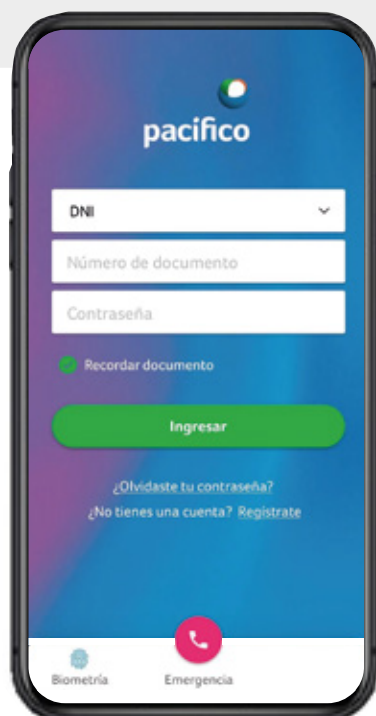 pacífico
DNI
Número de documento
Contraseña
Recordar documento
Ingresar
¿Olvidaste tu contraseña?
¿No tienes una cuenta? Regístrate
Biometría
Emergencia